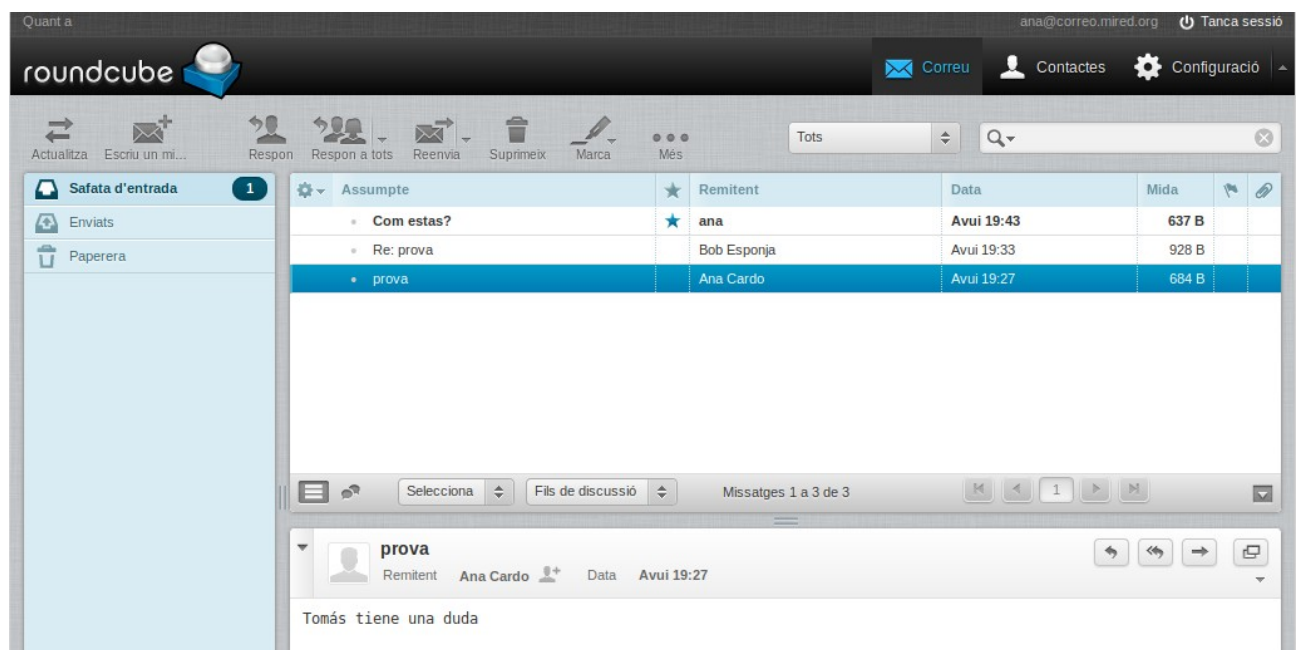 Quant a ana@correo.mired.org Tanca sessió
roundcube Correu Contactes Configuració
Actualitza Escriu un mi... Respon Respon a tots Reenvia Suprimeix Marca Més Tots
Safata d'entrada 1
Enviats
Paperera
Assumpte Remitent Data Mida
Com estas? ana Avui 19:43 637 B
Re: prova Bob Esponja Avui 19:33 928 B
prova Ana Cardo Avui 19:27 684 B
Selecciona Fils de discussió Missatges 1 a 3 de 3 1
prova
Remitent Ana Cardo Data Avui 19:27
Tomás tiene una duda